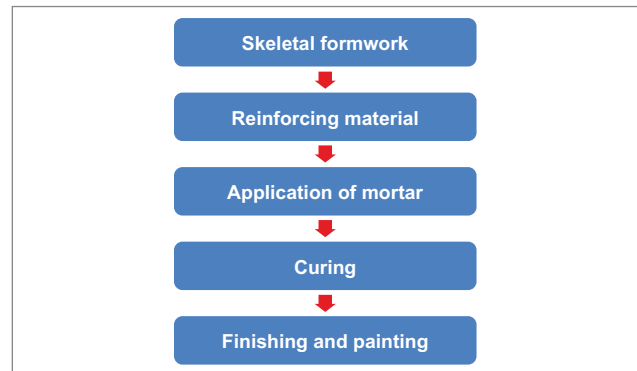 Skeletal formwork
Reinforcing material
Application of mortar
Curing
Finishing and painting